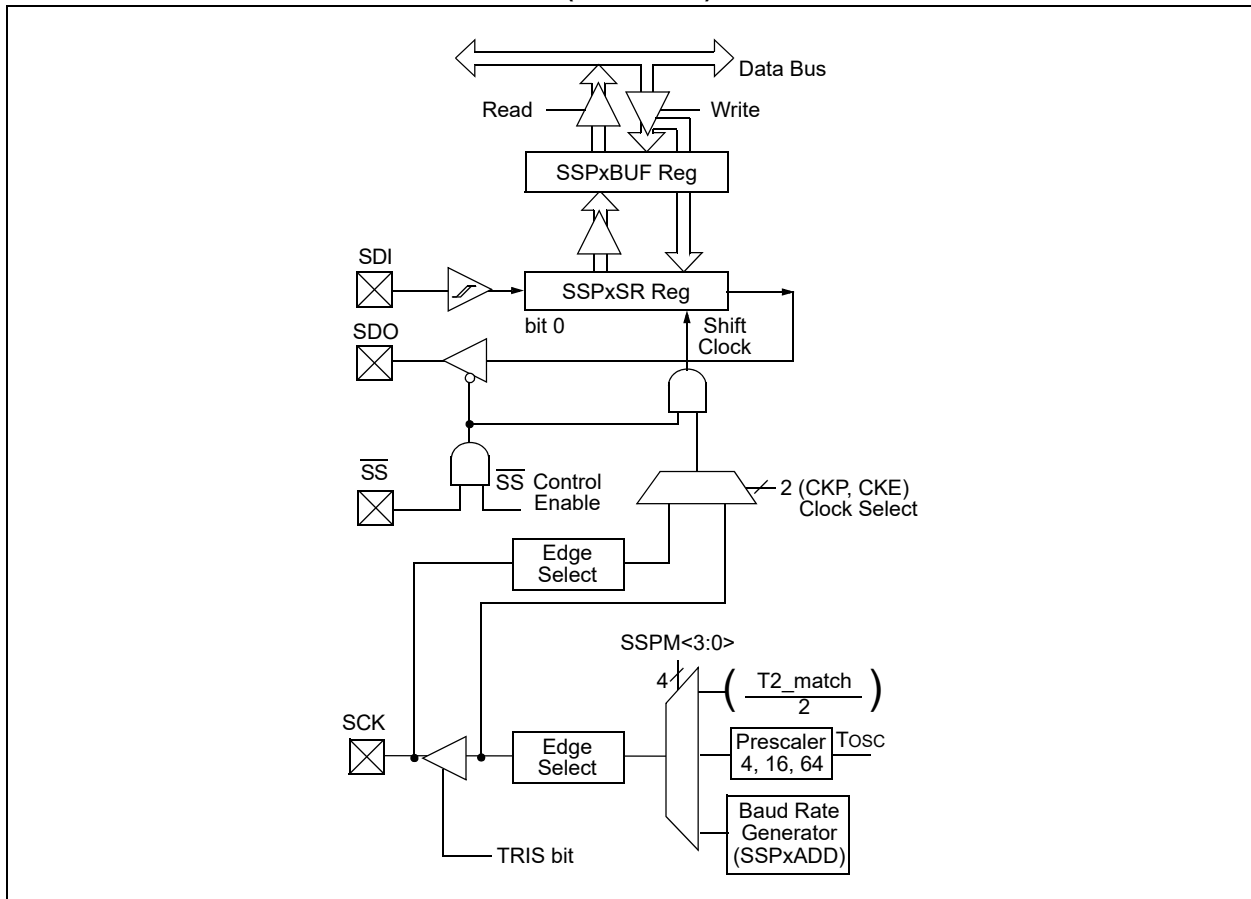 Data Bus
Read
Write
SSPxBUF Reg
SDI
SSPxSR Reg
bit 0
Shift
Clock
SDO
SS
SS Control
Enable
2 (CKP, CKE)
Clock Select
Edge
Select
SSPM<3:0>
4
( T2_match )
2
SCK
Edge
Select
Prescaler
4, 16, 64
TOSC
Baud Rate
Generator
(SSPxADD)
TRIS bit